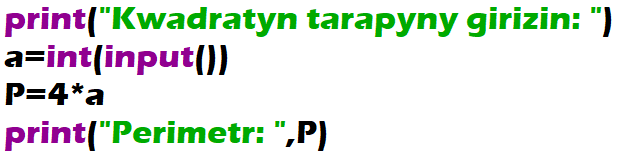 print("Kwadratyn tarapyny girizin: ")
a=int(input())
P=4*a
print("Perimetr: ",P)